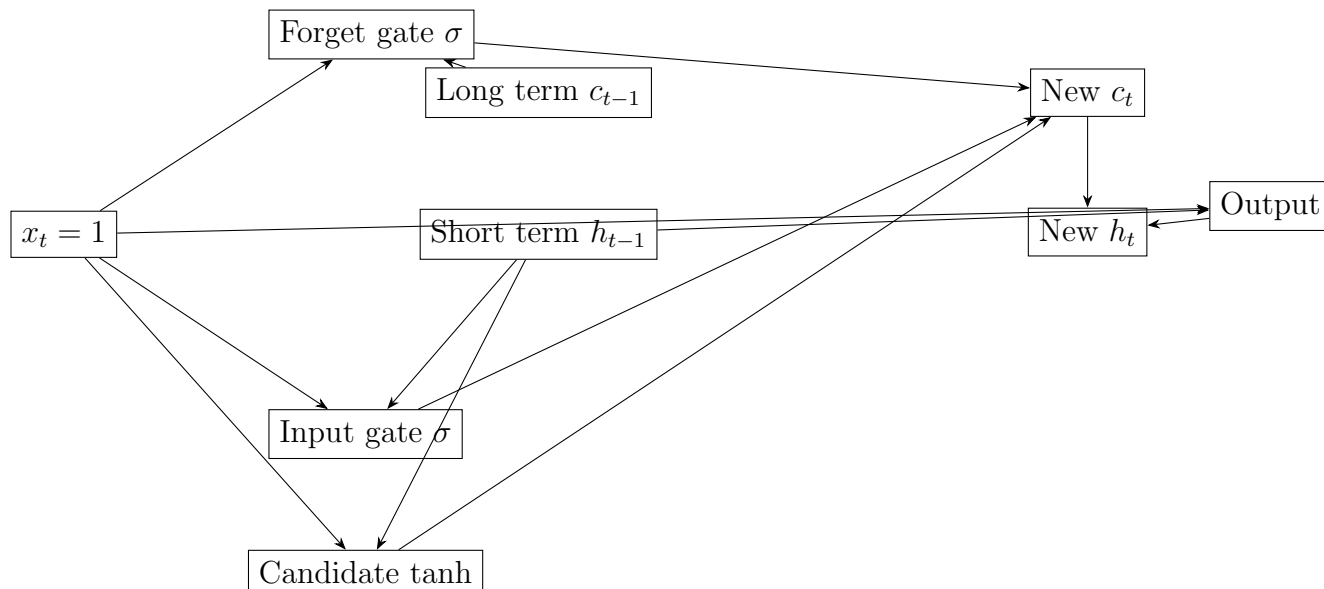 Forget gate σ
Long term c_{t−1}
New c_t
x_t = 1
Short term h_{t−1}
New h_t
Output
Input gate σ
Candidate tanh